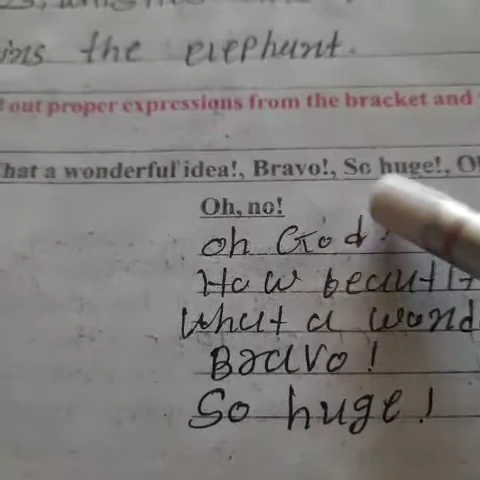 the elephant.
out proper expressions from the bracket and
hat a wonderful idea!, Bravo!, So huge!, O
Oh, no!
oh God!
How beautif
What a wond
Bravo!
So huge!